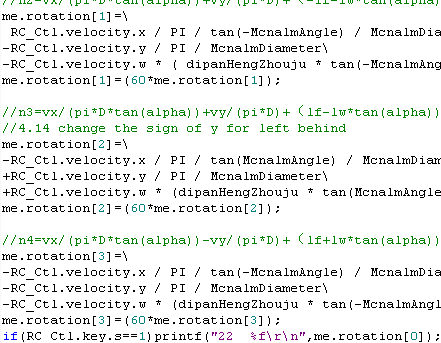 //n2=vx/(pi*D*tan(alpha))+vy/(pi*D)+(-lf-lw*tan(alpha))
me.rotation[1]=\
RC_Ctl.velocity.x / PI / tan(-McnalmAngle) / McnalmDia
-RC_Ctl.velocity.y / PI / McnalmDiameter\
-RC_Ctl.velocity.w * ( dipanHengZhouju * tan(-McnalmAng
me.rotation[1]=(60*me.rotation[1]);
//n3=vx/(pi*D*tan(alpha))+vy/(pi*D)+（lf-lw*tan(alpha))
//4.14 change the sign of y for left behind
me.rotation[2]=\
-RC_Ctl.velocity.x / PI / tan(McnalmAngle) / McnalmDiam
+RC_Ctl.velocity.y / PI / McnalmDiameter\
+RC_Ctl.velocity.w * (dipanHengZhouju * tan(McnalmAngle
me.rotation[2]=(60*me.rotation[2]);
//n4=vx/(pi*D*tan(alpha))-vy/(pi*D)+（lf+lw*tan(alpha))
me.rotation[3]=\
-RC_Ctl.velocity.x / PI / tan(-McnalmAngle) / McnalmDia
-RC_Ctl.velocity.y / PI / McnalmDiameter\
-RC_Ctl.velocity.w * (dipanHengZhouju * tan(-McnalmAngl
me.rotation[3]=(60*me.rotation[3]);
if(RC_Ctl.key.s==1)printf("22  %f\r\n",me.rotation[0]);